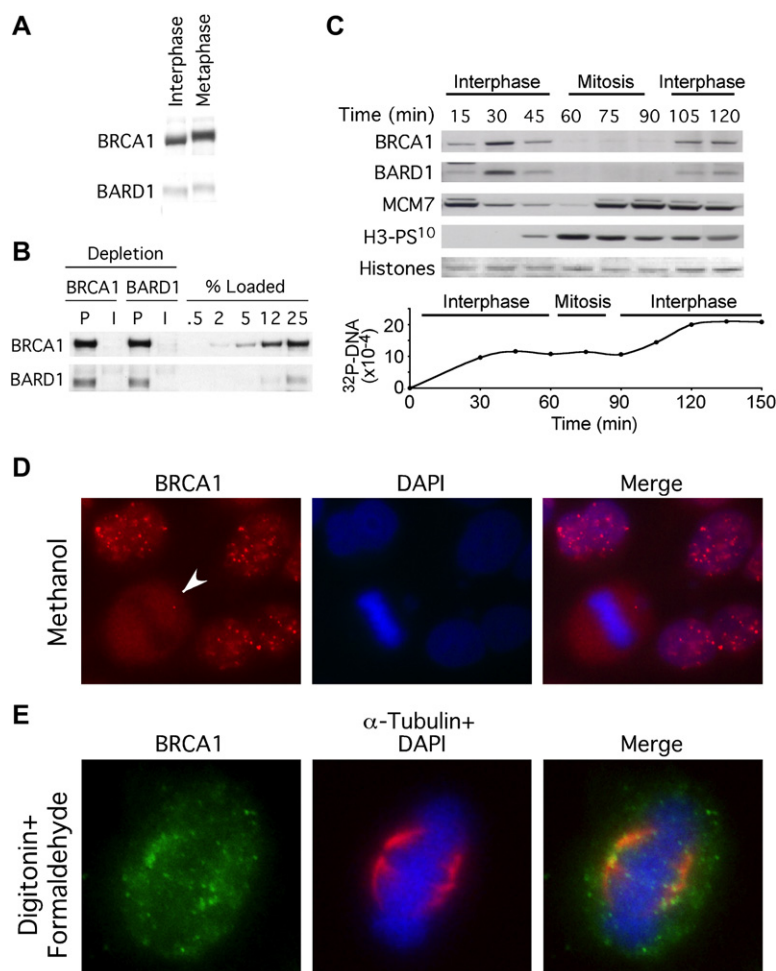 A
Interphase
Metaphase
BRCA1
BARD1
B
Depletion
BRCA1 BARD1 % Loaded
P I P I .5 2 5 12 25
BRCA1
BARD1
C
Interphase Mitosis Interphase
Time (min) 15 30 45 60 75 90 105 120
BRCA1
BARD1
MCM7
H3-PS¹⁰
Histones
Interphase Mitosis Interphase
³²P-DNA
(x10-4)
20
10
0
0 30 60 90 120 150
Time (min)
D
BRCA1 DAPI Merge
Methanol
E
BRCA1 α-Tubulin+ DAPI Merge
Digitonin+
Formaldehyde